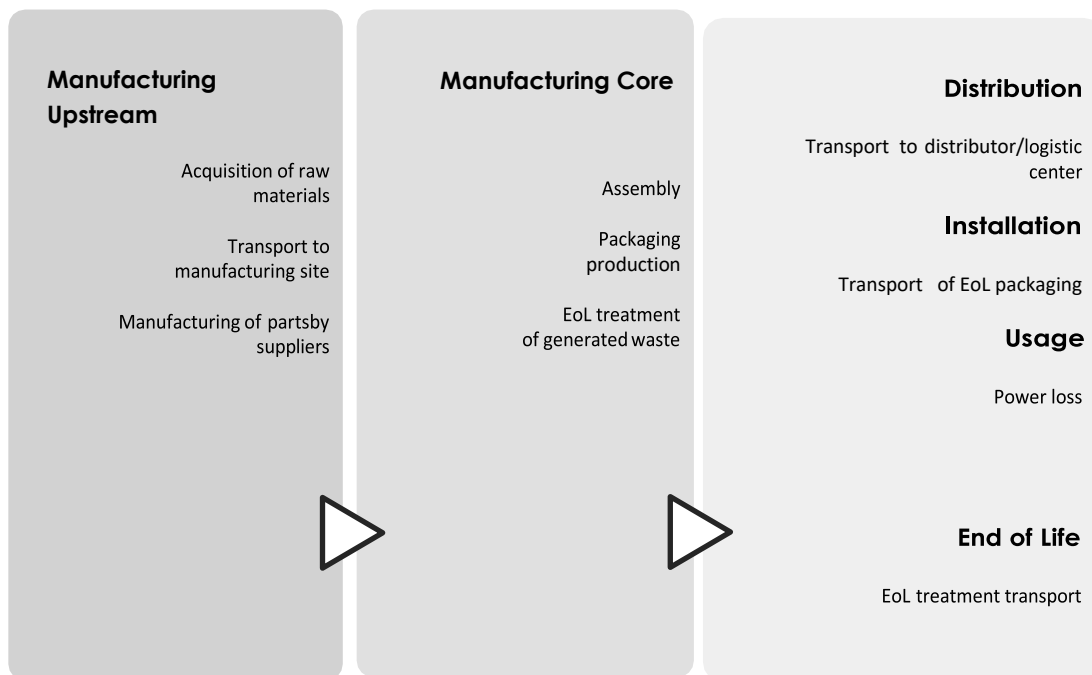 Manufacturing
Upstream
Acquisition of raw
materials
Transport to
manufacturing site
Manufacturing of partsby
suppliers
Manufacturing Core
Assembly
Packaging
production
EoL treatment
of generated waste
Distribution
Transport to distributor/logistic
center
Installation
Transport of EoL packaging
Usage
Power loss
End of Life
EoL treatment transport